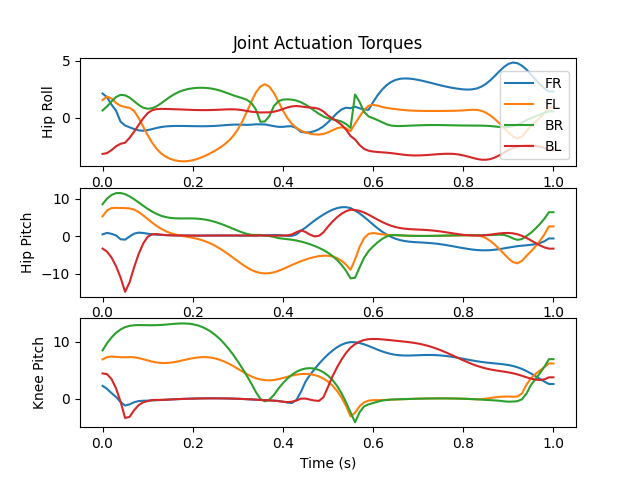 Joint Actuation Torques
Hip Roll
5
0
FR
FL
BR
BL
0.0 0.2 0.4 0.6 0.8 1.0
Hip Pitch
10
0
−10
0.0 0.2 0.4 0.6 0.8 1.0
Knee Pitch
10
0
0.0 0.2 0.4 0.6 0.8 1.0
Time (s)